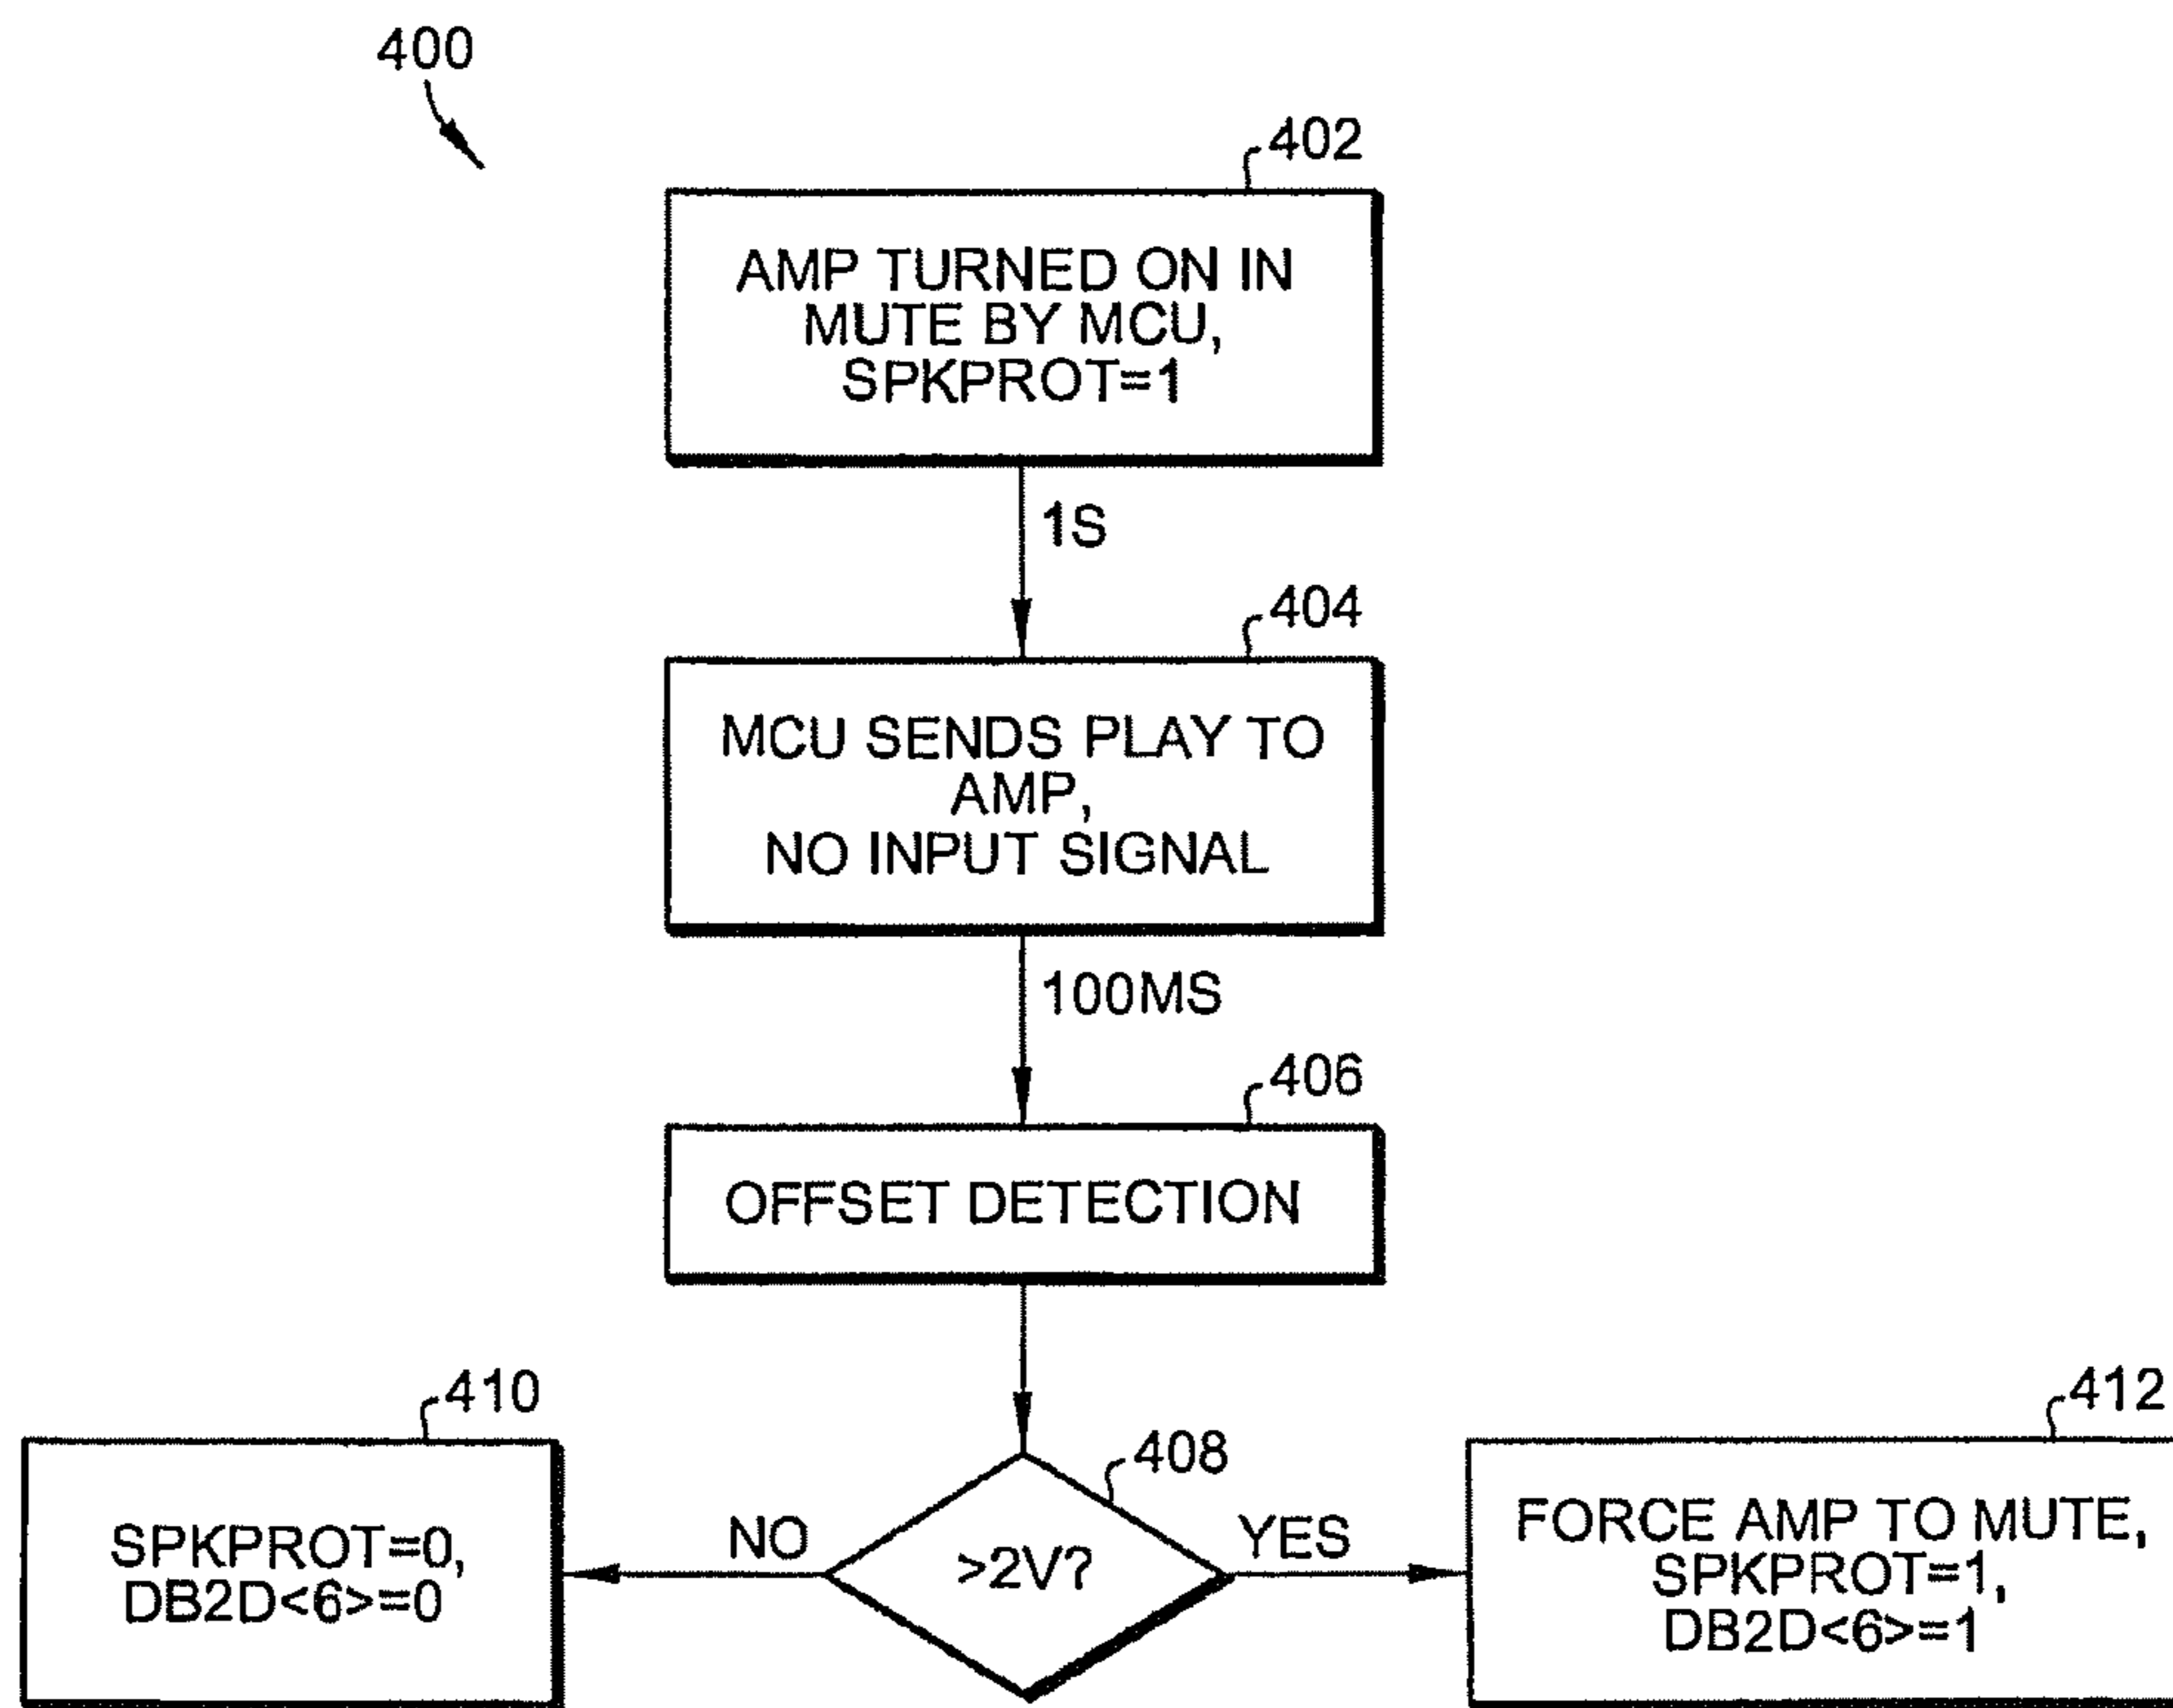 400
402
AMP TURNED ON IN
MUTE BY MCU,
SPKPROT=1
1S
404
MCU SENDS PLAY TO
AMP,
NO INPUT SIGNAL
100MS
406
OFFSET DETECTION
408
>2V?
NO
YES
410
SPKPROT=0,
DB2D<6>=0
412
FORCE AMP TO MUTE,
SPKPROT=1,
DB2D<6>=1